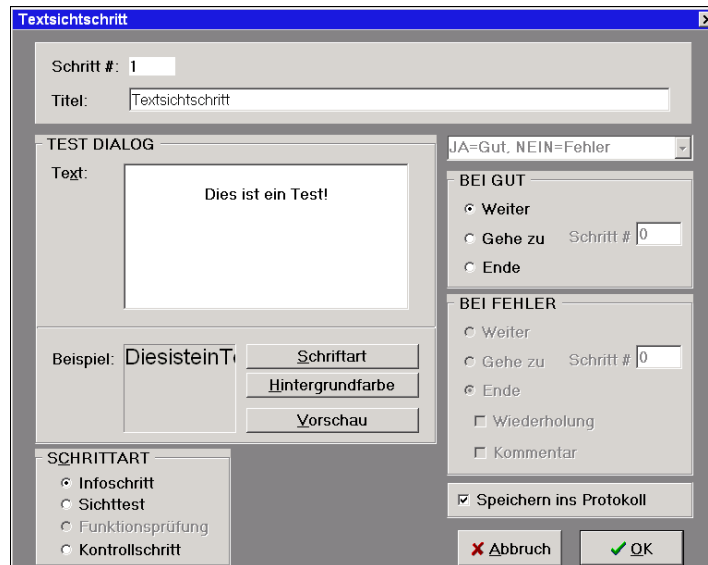 Textsichtschritt
Schritt #: 1
Titel: Textsichtschritt
TEST DIALOG
Text:
Dies ist ein Test!
Beispiel: DiesisteinTe
Schriftart
Hintergrundfarbe
Vorschau
SCHRITTART
Infoschritt
Sichttest
Funktionsprüfung
Kontrollschritt
JA=Gut, NEIN=Fehler
BEI GUT
Weiter
Gehe zu Schritt # 0
Ende
BEI FEHLER
Weiter
Gehe zu Schritt # 0
Ende
Wiederholung
Kommentar
Speichern ins Protokoll
Abbruch
OK